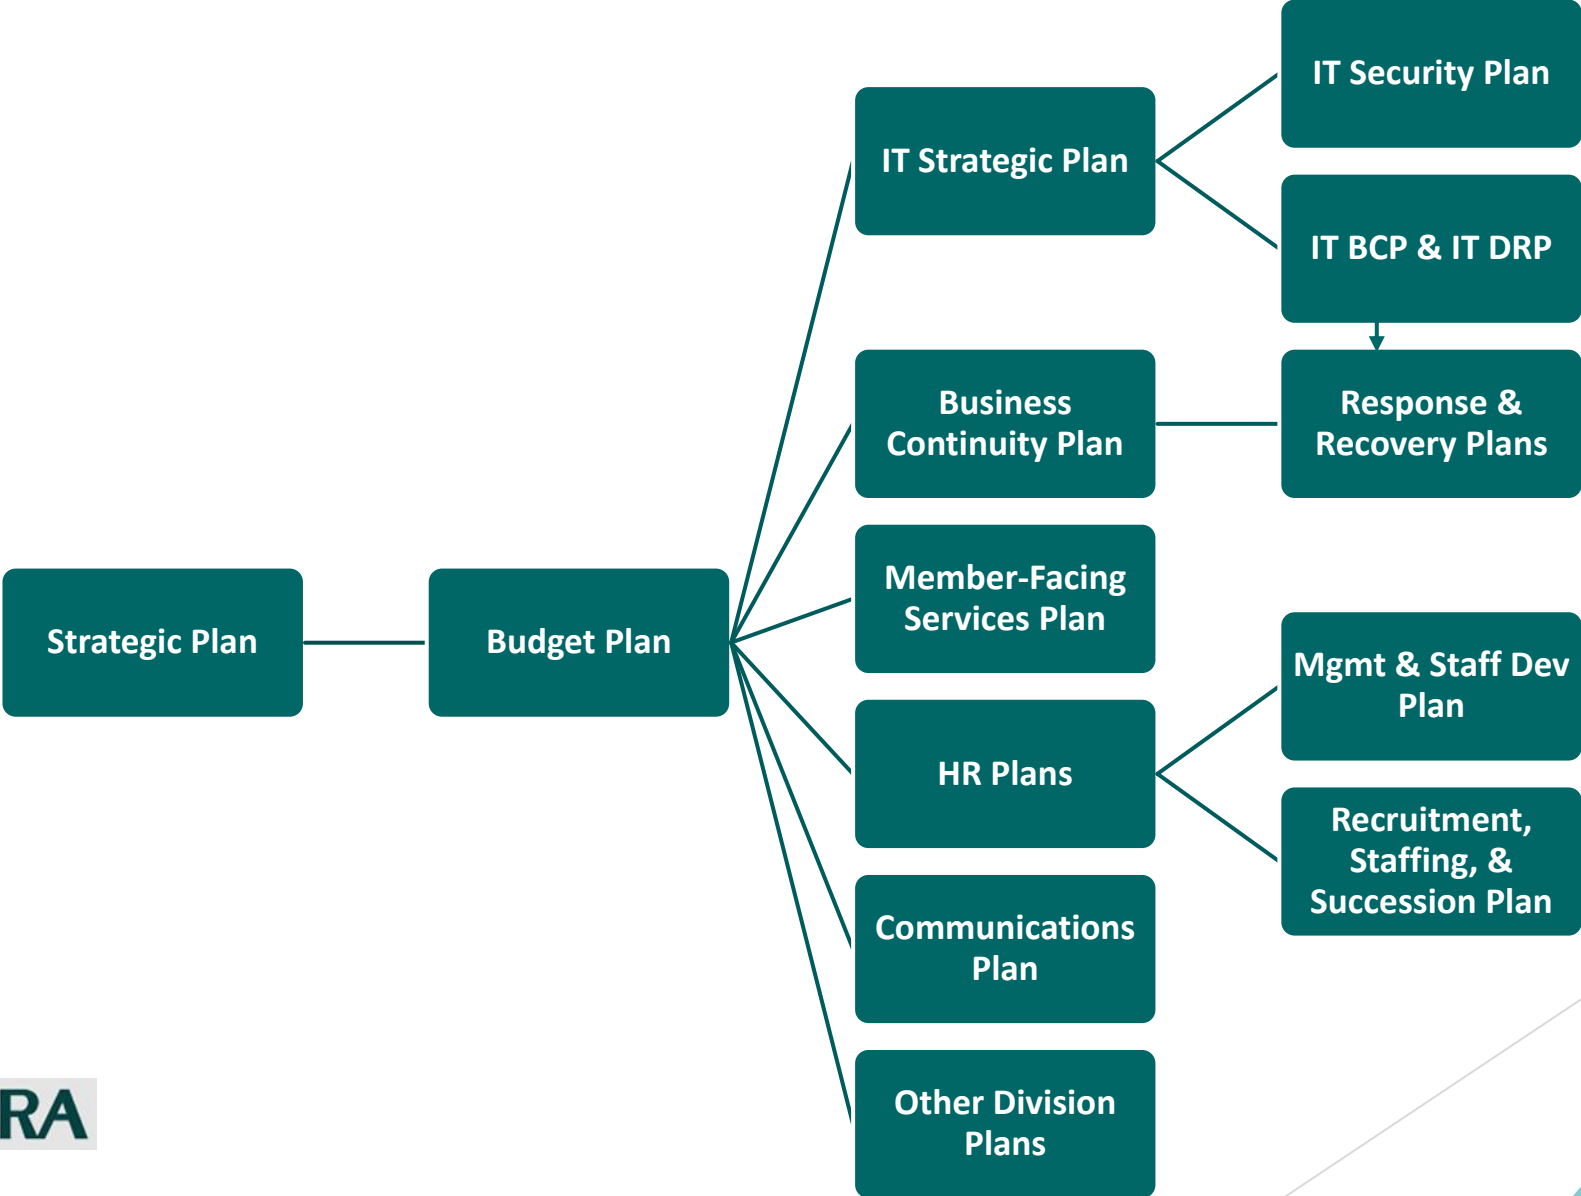 IT Security Plan
IT Strategic Plan
IT BCP & IT DRP
Business
Continuity Plan
Response &
Recovery Plans
Member-Facing
Services Plan
Strategic Plan
Budget Plan
Mgmt & Staff Dev
Plan
HR Plans
Recruitment,
Staffing, &
Succession Plan
Communications
Plan
Other Division
Plans
RA